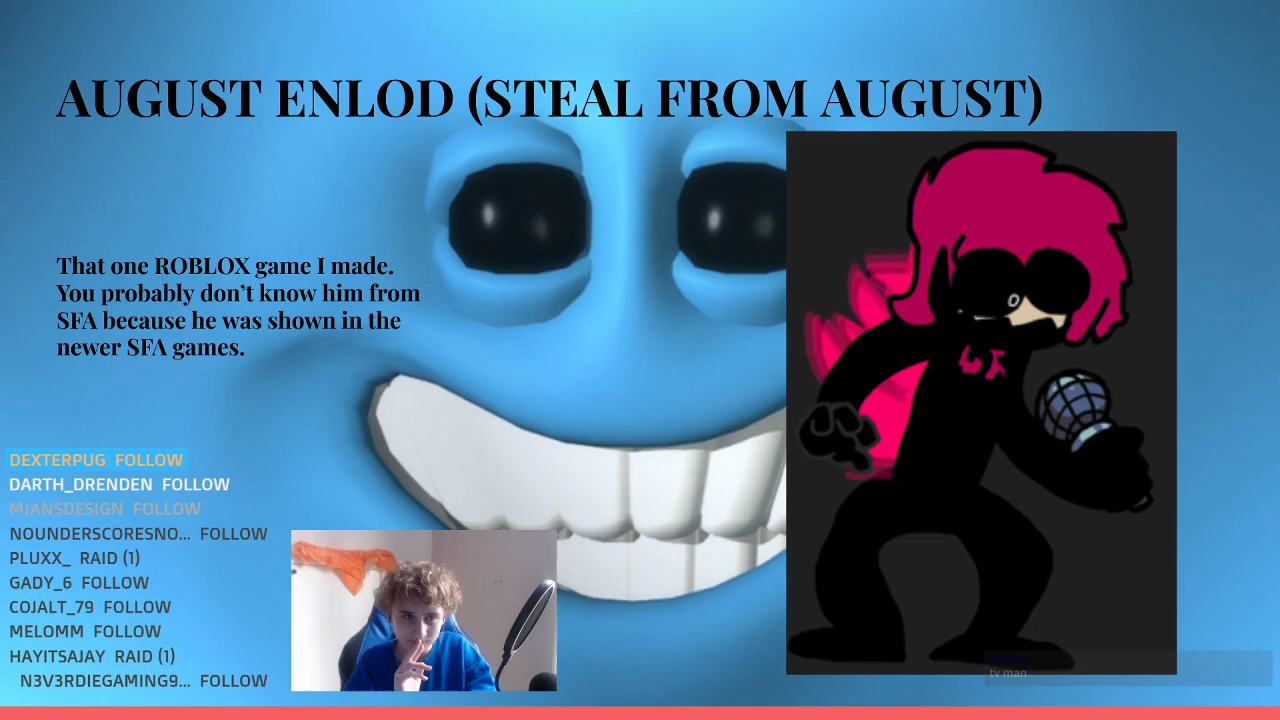 AUGUST ENLOD (STEAL FROM AUGUST)
That one ROBLOX game I made.
You probably don't know him from
SFA because he was shown in the
newer SFA games.
DEXTERPUG FOLLOW
DARTH_DRENDEN FOLLOW
MJANSDESIGN FOLLOW
NOUNDERSCORESNO... FOLLOW
PLUXX_ RAID (1)
GADY_6 FOLLOW
COJALT_79 FOLLOW
MELOMM FOLLOW
HAYITSAJAY RAID (1)
N3V3RDIEGAMING9... FOLLOW
tv man